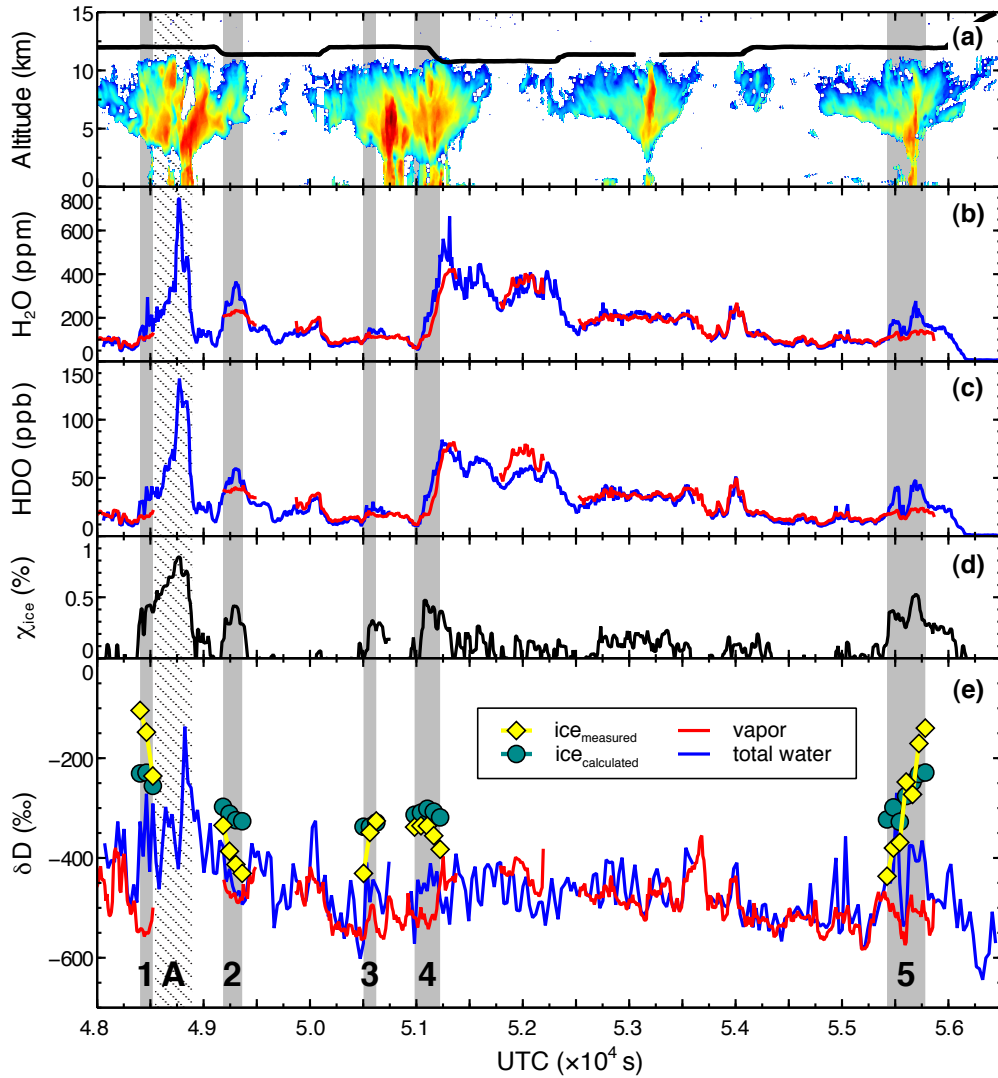 15
10
5
0
Altitude (km)
(a)
800
600
400
200
0
H₂O (ppm)
(b)
150
100
50
0
HDO (ppb)
(c)
1
0.5
0
χice (%)
(d)
0
−200
−400
−600
δD (‰)
(e)
ice measured
vapor
ice calculated
total water
1 A 2 3 4 5
4.8 4.9 5.0 5.1 5.2 5.3 5.4 5.5 5.6
UTC (×10⁴ s)